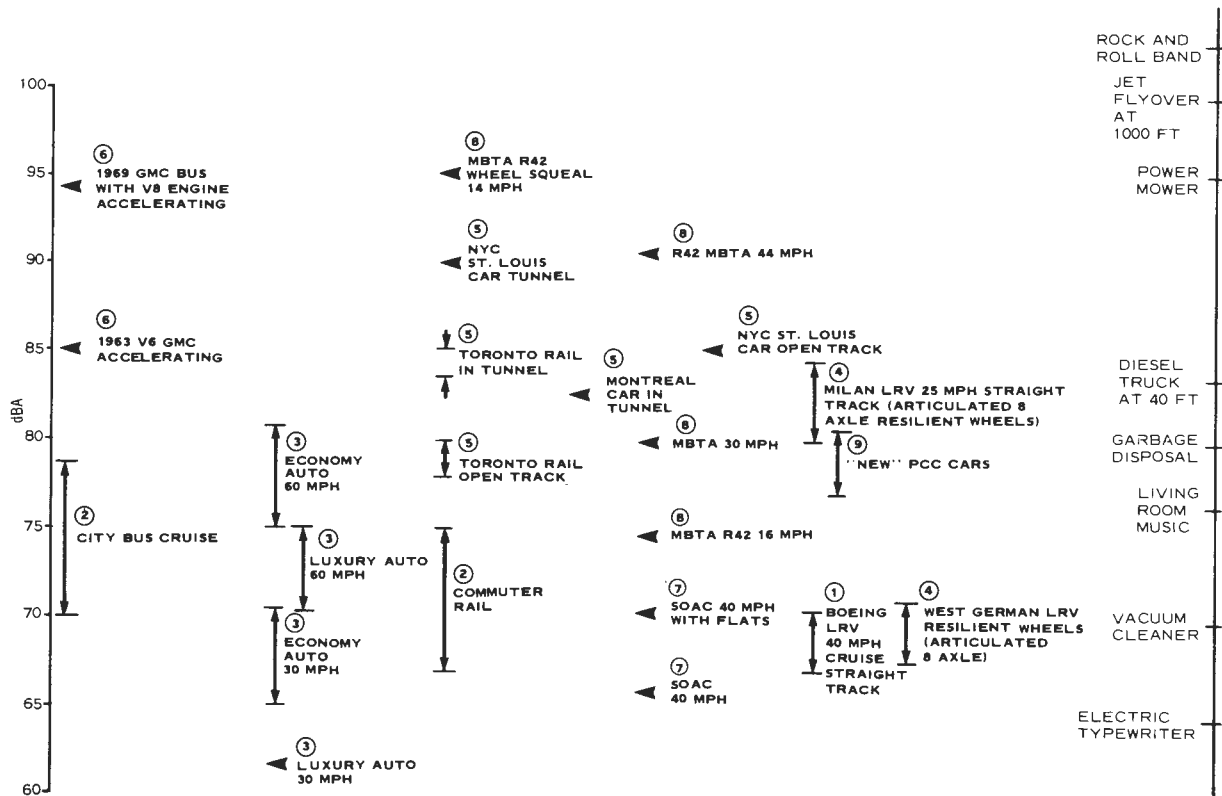 100
95
90
85
80
75
70
65
60
dBA
6
1969 GMC BUS
WITH V8 ENGINE
ACCELERATING
6
1963 V6 GMC
ACCELERATING
2
CITY BUS CRUISE
3
ECONOMY
AUTO
60 MPH
3
LUXURY AUTO
60 MPH
3
ECONOMY
AUTO
30 MPH
3
LUXURY AUTO
30 MPH
8
MBTA R42
WHEEL SQUEAL
14 MPH
5
NYC
ST. LOUIS
CAR TUNNEL
5
TORONTO RAIL
IN TUNNEL
5
TORONTO RAIL
OPEN TRACK
2
COMMUTER
RAIL
5
MONTREAL
CAR IN
TUNNEL
8
R42 MBTA 44 MPH
5
NYC ST. LOUIS
CAR OPEN TRACK
8
MBTA 30 MPH
8
MBTA R42 16 MPH
7
SOAC 40 MPH
WITH FLATS
7
SOAC
40 MPH
4
MILAN LRV 25 MPH STRAIGHT
TRACK (ARTICULATED 8
AXLE RESILIENT WHEELS)
9
"NEW" PCC CARS
1
BOEING
LRV
40 MPH
CRUISE
STRAIGHT
TRACK
4
WEST GERMAN LRV
RESILIENT WHEELS
(ARTICULATED
8 AXLE)
ROCK AND
ROLL BAND
JET
FLYOVER
AT
1000 FT
POWER
MOWER
DIESEL
TRUCK
AT 40 FT
GARBAGE
DISPOSAL
LIVING
ROOM
MUSIC
VACUUM
CLEANER
ELECTRIC
TYPEWRITER